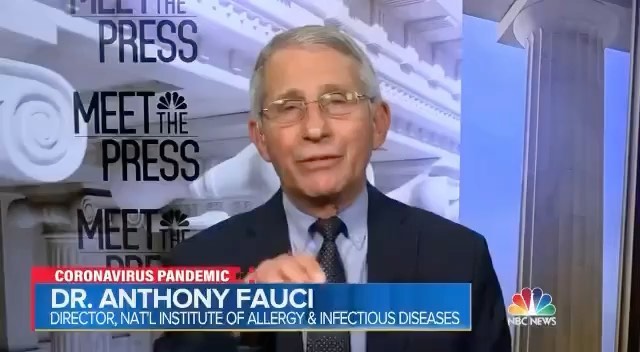 MEET THE PRESS
MEET THE PRESS
MEET THE
CORONAVIRUS PANDEMIC
DR. ANTHONY FAUCI
DIRECTOR, NAT'L INSTITUTE OF ALLERGY & INFECTIOUS DISEASES
NBC NEWS